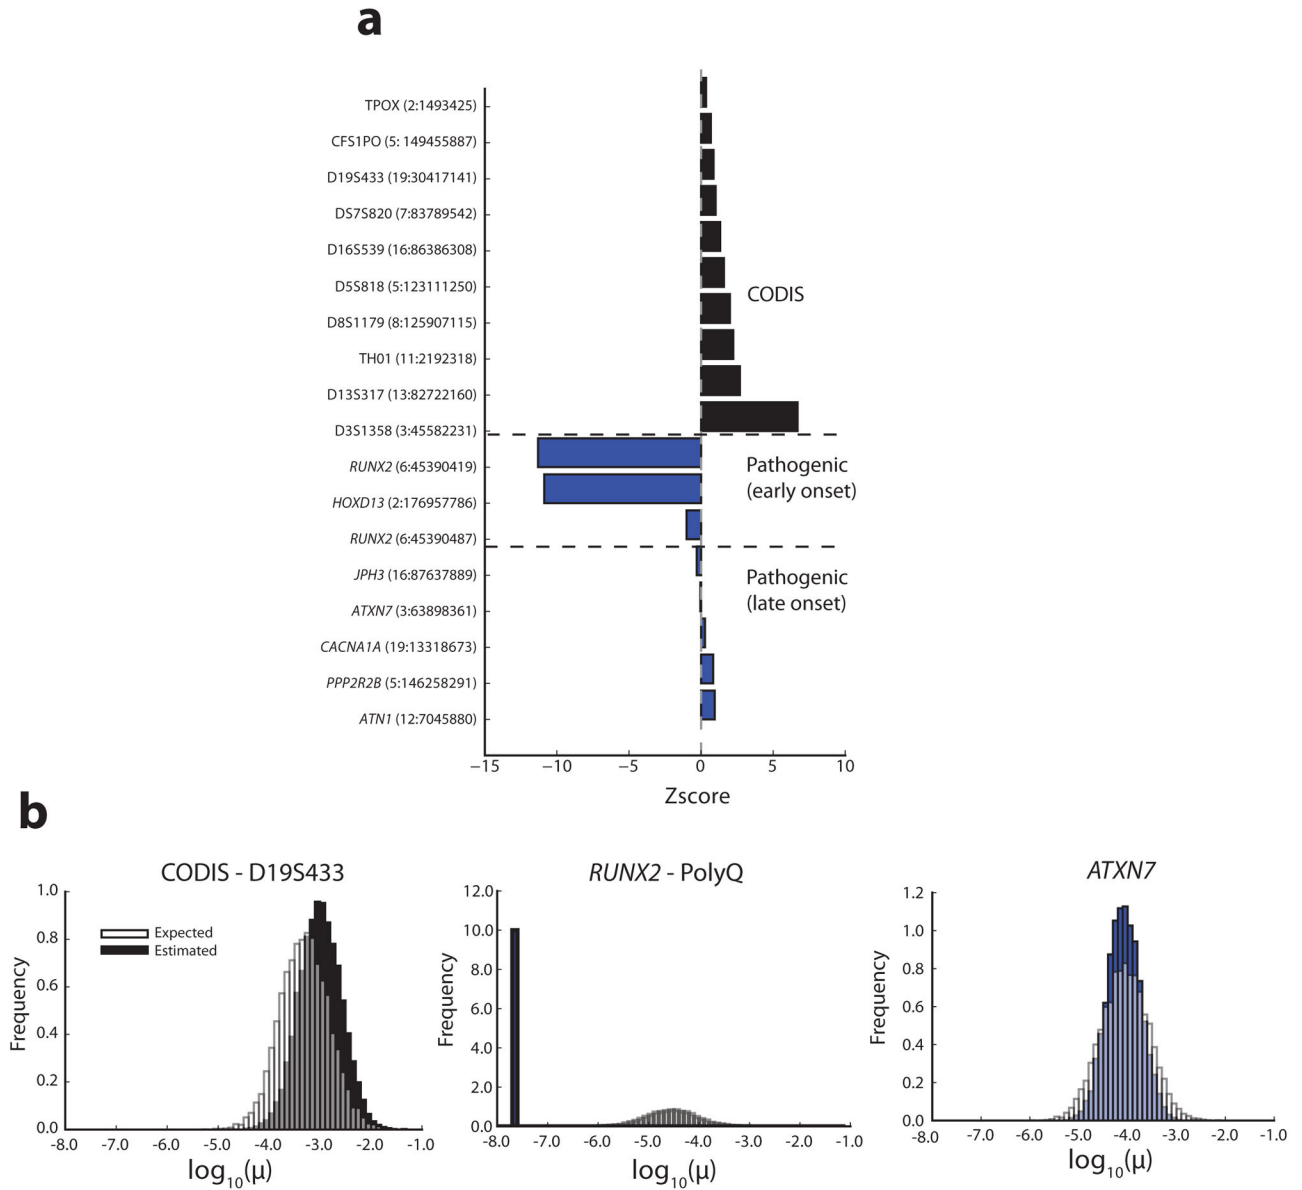 a
TPOX (2:1493425)
CFS1PO (5: 149455887)
D19S433 (19:30417141)
DS7S820 (7:83789542)
D16S539 (16:86386308)
D5S818 (5:123111250)
CODIS
D8S1179 (8:125907115)
TH01 (11:2192318)
D13S317 (13:82722160)
D3S1358 (3:45582231)
RUNX2 (6:45390419)
Pathogenic
(early onset)
HOXD13 (2:176957786)
RUNX2 (6:45390487)
JPH3 (16:87637889)
Pathogenic
(late onset)
ATXN7 (3:63898361)
CACNA1A (19:13318673)
PPP2R2B (5:146258291)
ATN1 (12:7045880)
−15 −10 −5 0 5 10
Zscore
b
CODIS - D19S433
Expected
Estimated
Frequency
1.0
0.8
0.6
0.4
0.2
0.0
-8.0 -7.0 -6.0 -5.0 -4.0 -3.0 -2.0 -1.0
log10(μ)
RUNX2 - PolyQ
Frequency
12.0
10.0
8.0
6.0
4.0
2.0
0.0
-8.0 -7.0 -6.0 -5.0 -4.0 -3.0 -2.0 -1.0
log10(μ)
ATXN7
Frequency
1.2
1.0
0.8
0.6
0.4
0.2
0.0
-8.0 -7.0 -6.0 -5.0 -4.0 -3.0 -2.0 -1.0
log10(μ)